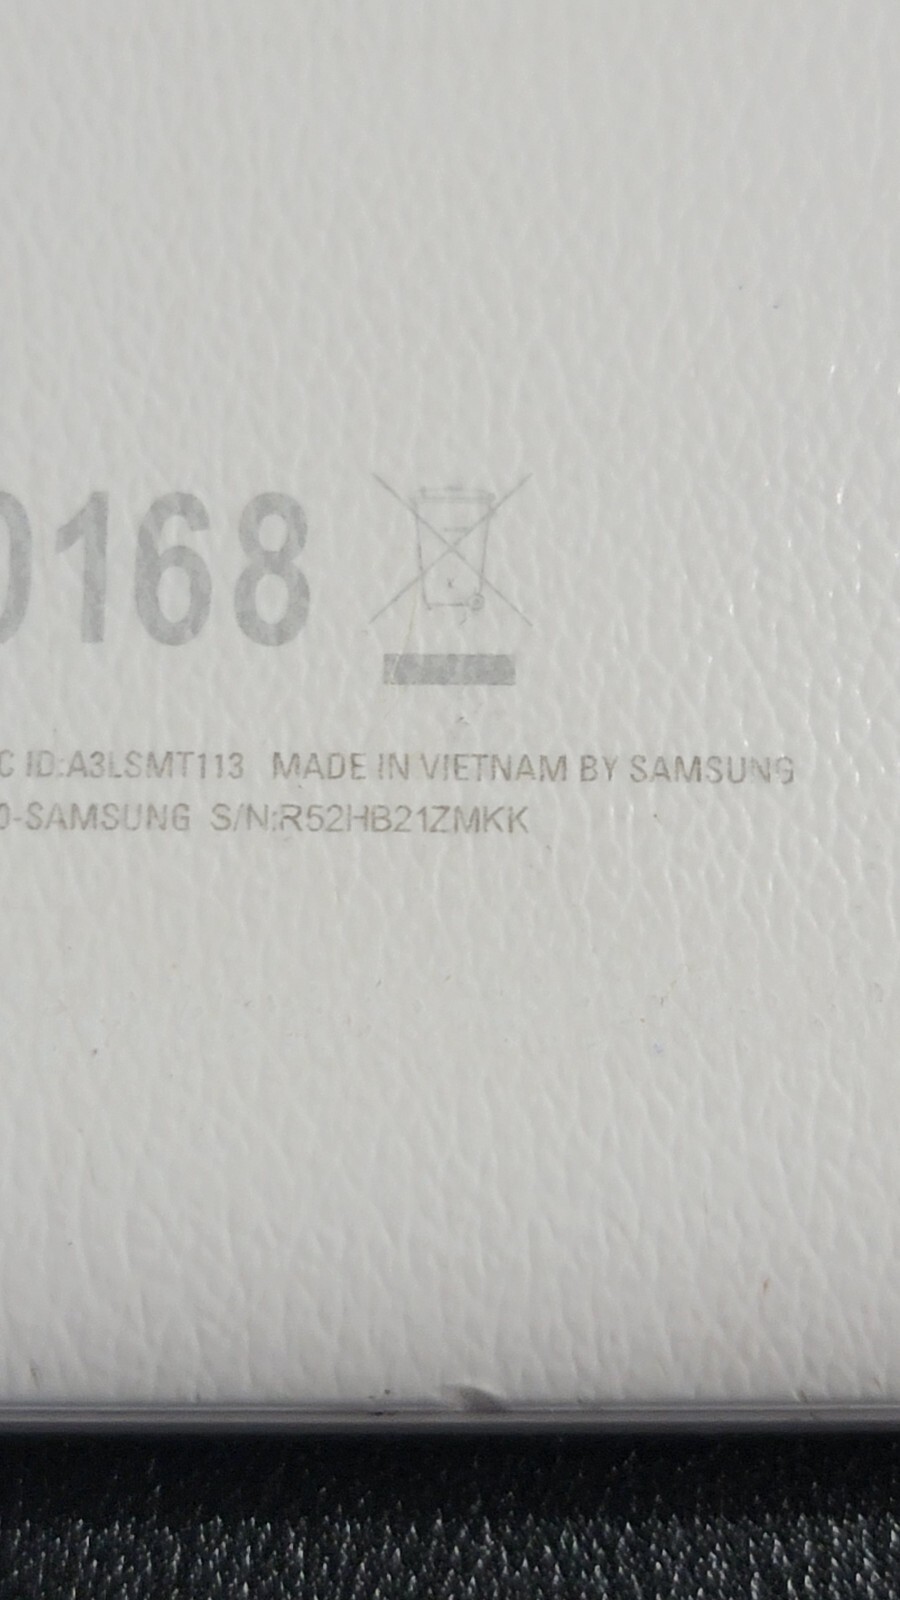 0168
C ID:A3LSMT113 MADE IN VIETNAM BY SAMSUNG
0-SAMSUNG S/N:R52HB21ZMKK